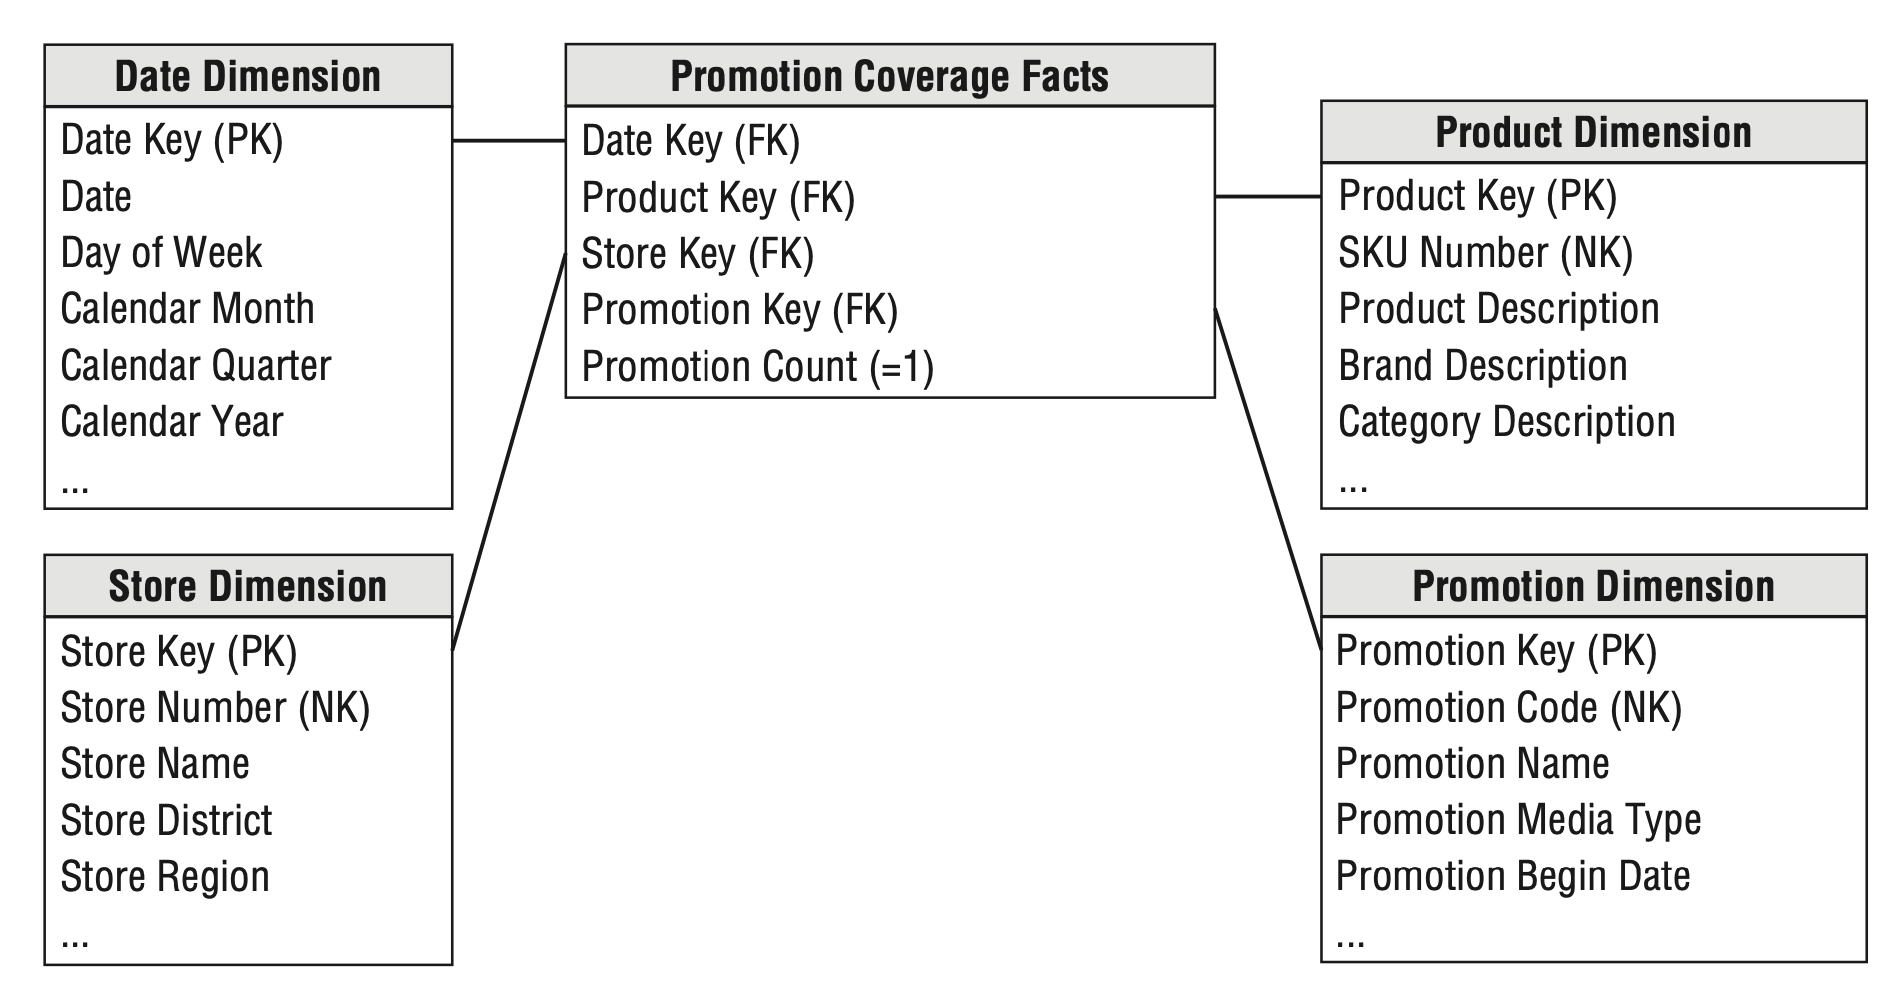 Date Dimension
Date Key (PK)
Date
Day of Week
Calendar Month
Calendar Quarter
Calendar Year
...
Promotion Coverage Facts
Date Key (FK)
Product Key (FK)
Store Key (FK)
Promotion Key (FK)
Promotion Count (=1)
Product Dimension
Product Key (PK)
SKU Number (NK)
Product Description
Brand Description
Category Description
...
Store Dimension
Store Key (PK)
Store Number (NK)
Store Name
Store District
Store Region
...
Promotion Dimension
Promotion Key (PK)
Promotion Code (NK)
Promotion Name
Promotion Media Type
Promotion Begin Date
...